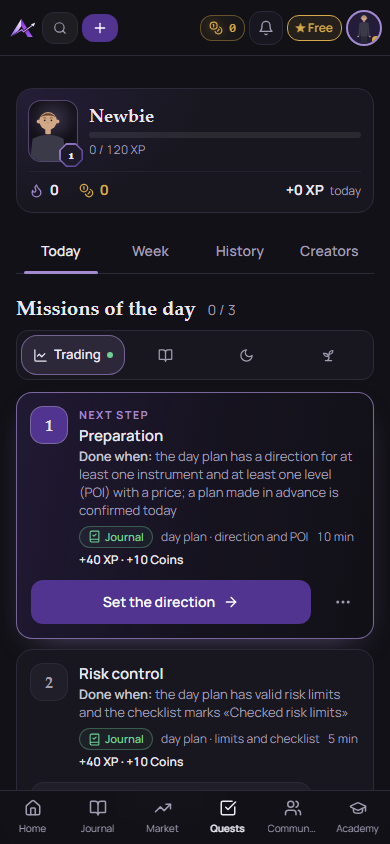 0
Free
Newbie
1
0 / 120 XP
0
0
+0 XP today
Today
Week
History
Creators
Missions of the day 0 / 3
Trading
1
NEXT STEP
Preparation
Done when: the day plan has a direction for at
least one instrument and at least one level
(POI) with a price; a plan made in advance is
confirmed today
Journal day plan · direction and POI 10 min
+40 XP · +10 Coins
Set the direction →
2
Risk control
Done when: the day plan has valid risk limits
and the checklist marks «Checked risk limits»
Journal day plan · limits and checklist 5 min
+40 XP · +10 Coins
Home
Journal
Market
Quests
Commun...
Academy